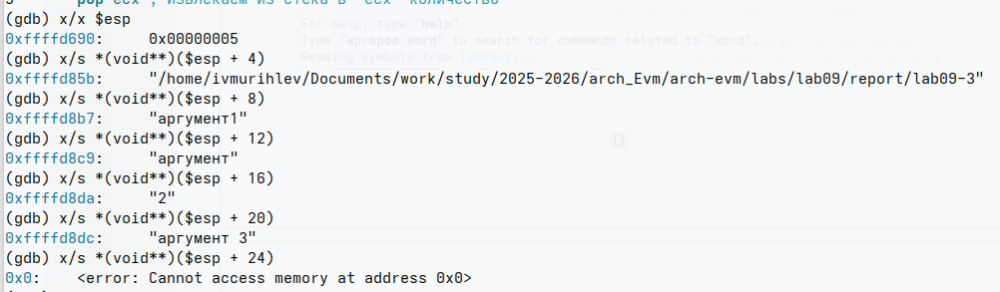 pop ecx ; извлекаем из стека в "ecx" количество
For help, type "help".
(gdb) x/x $esp
0xffffd690:     0x00000005
Type "apropos word" to search for commands related to "word"...
(gdb) x/s *(void**)($esp + 4)
Reading symbols from lab09-3...
0xffffd85b:     "/home/ivmurihlev/Documents/work/study/2025-2026/arch_Evm/arch-evm/labs/lab09/report/lab09-3"
(gdb) x/s *(void**)($esp + 8)
0xffffd8b7:     "аргумент1"
(gdb) x/s *(void**)($esp + 12)
0xffffd8c9:     "аргумент"
(gdb) x/s *(void**)($esp + 16)
0xffffd8da:     "2"
(gdb) x/s *(void**)($esp + 20)
0xffffd8dc:     "аргумент 3"
(gdb) x/s *(void**)($esp + 24)
0x0:    <error: Cannot access memory at address 0x0>